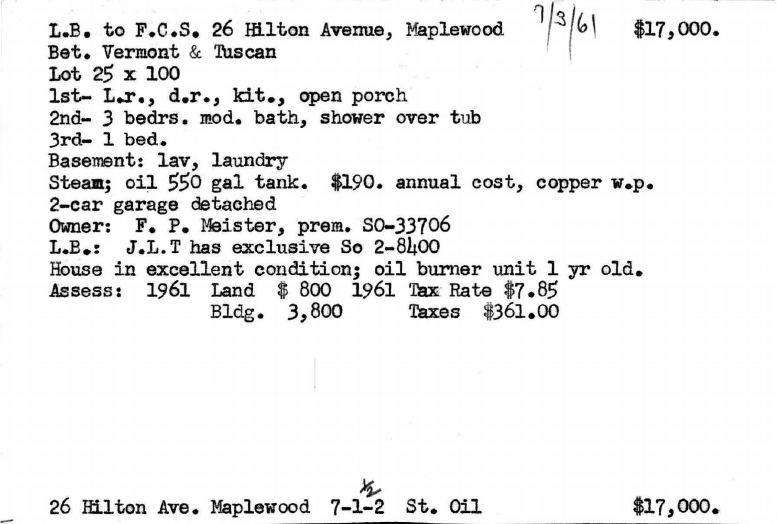 L.B. to F.C.S. 26 Hilton Avenue, Maplewood 7/3/61 $17,000.
Bet. Vermont & Tuscan
Lot 25 x 100
1st- L.r., d.r., kit., open porch
2nd- 3 bedrs. mod. bath, shower over tub
3rd- 1 bed.
Basement: lav, laundry
Steam; oil 550 gal tank. $190. annual cost, copper w.p.
2-car garage detached
Owner: F. P. Meister, prem. SO-33706
L.B.: J.L.T has exclusive So 2-8400
House in excellent condition; oil burner unit 1 yr old.
Assess: 1961 Land $ 800 1961 Tax Rate $7.85
Bldg. 3,800 Taxes $361.00
1/2
26 Hilton Ave. Maplewood 7-1-2 St. Oil $17,000.